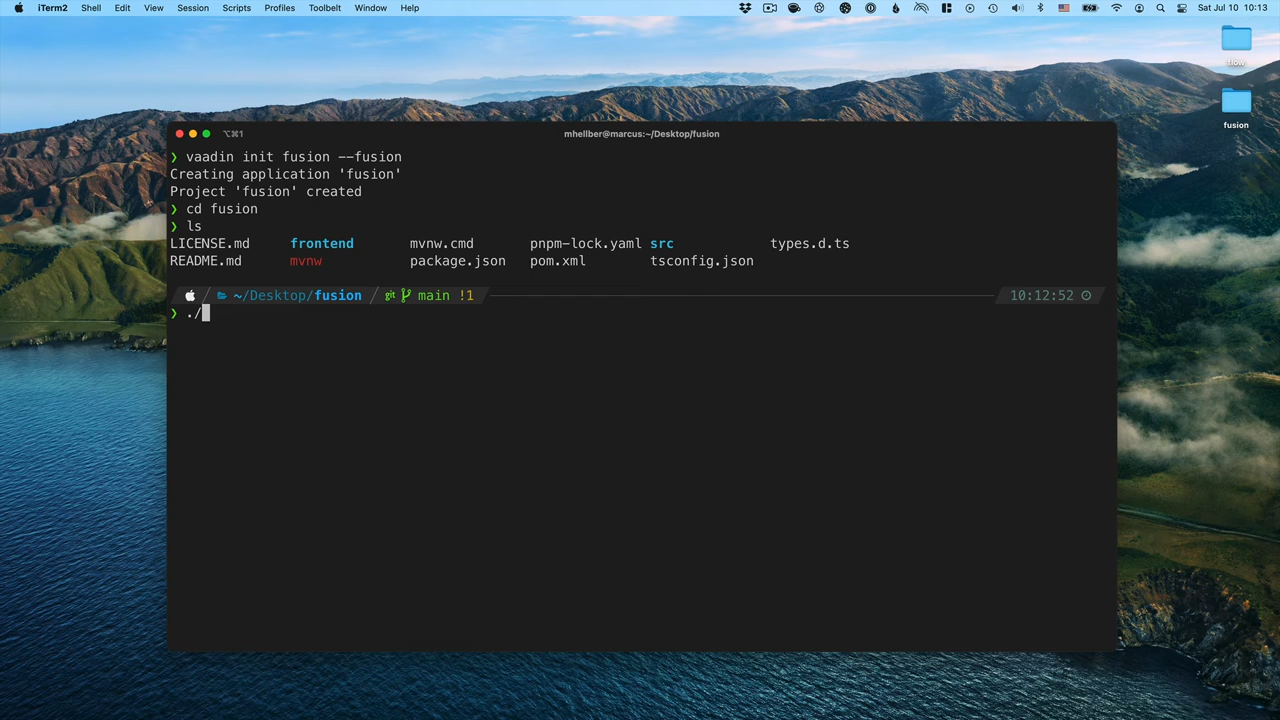 iTerm2 Shell Edit View Session Scripts Profiles Toolbelt Window Help Sat Jul 10 10:13
flow
fusion
⌥⌘1 mhellber@marcus:~/Desktop/fusion
❯ vaadin init fusion --fusion
Creating application 'fusion'
Project 'fusion' created
❯ cd fusion
❯ ls
LICENSE.md frontend mvnw.cmd pnpm-lock.yaml src types.d.ts
README.md mvnw package.json pom.xml tsconfig.json
~/Desktop/fusion git main !1 10:12:52
❯ ./